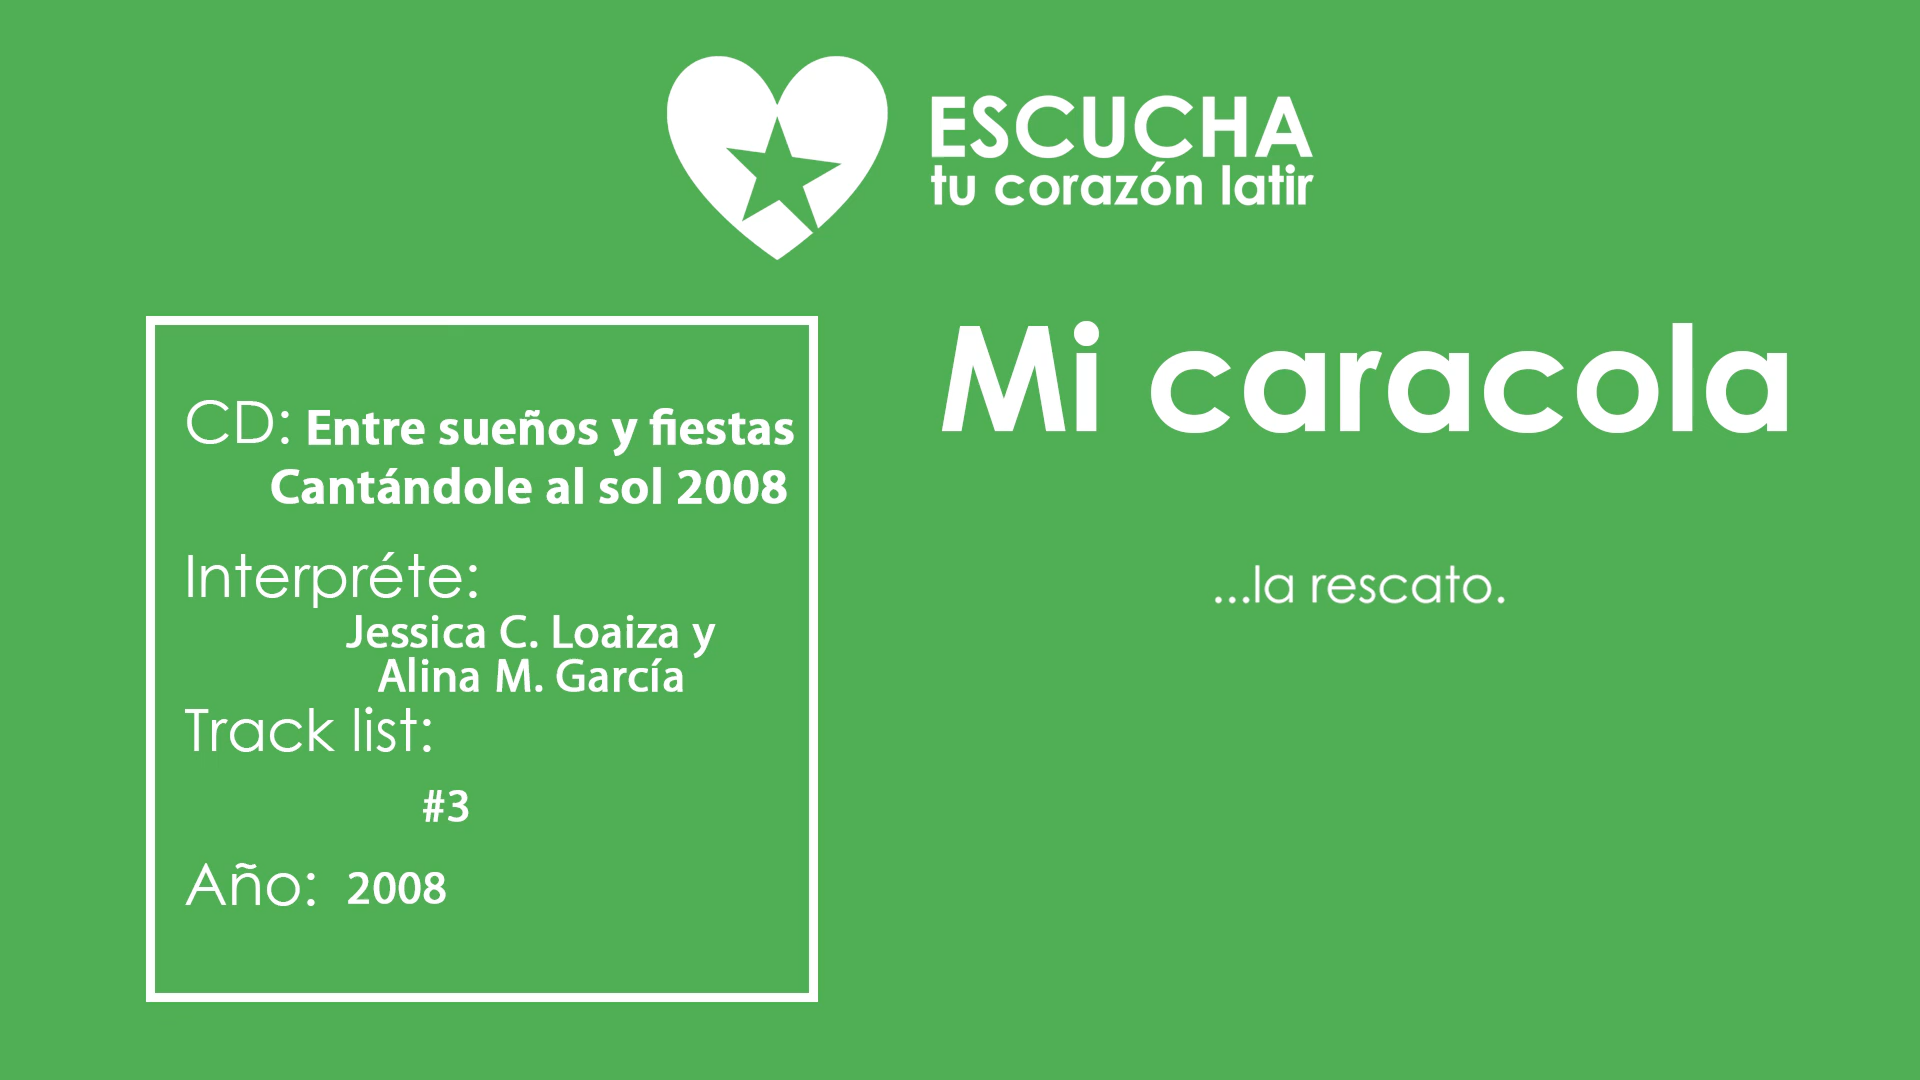 ESCUCHA
tu corazón latir
Mi caracola
CD: Entre sueños y fiestas
Cantándole al sol 2008
Interpréte:
Jessica C. Loaiza y
Alina M. García
Track list:
#3
Año: 2008
...la rescato.